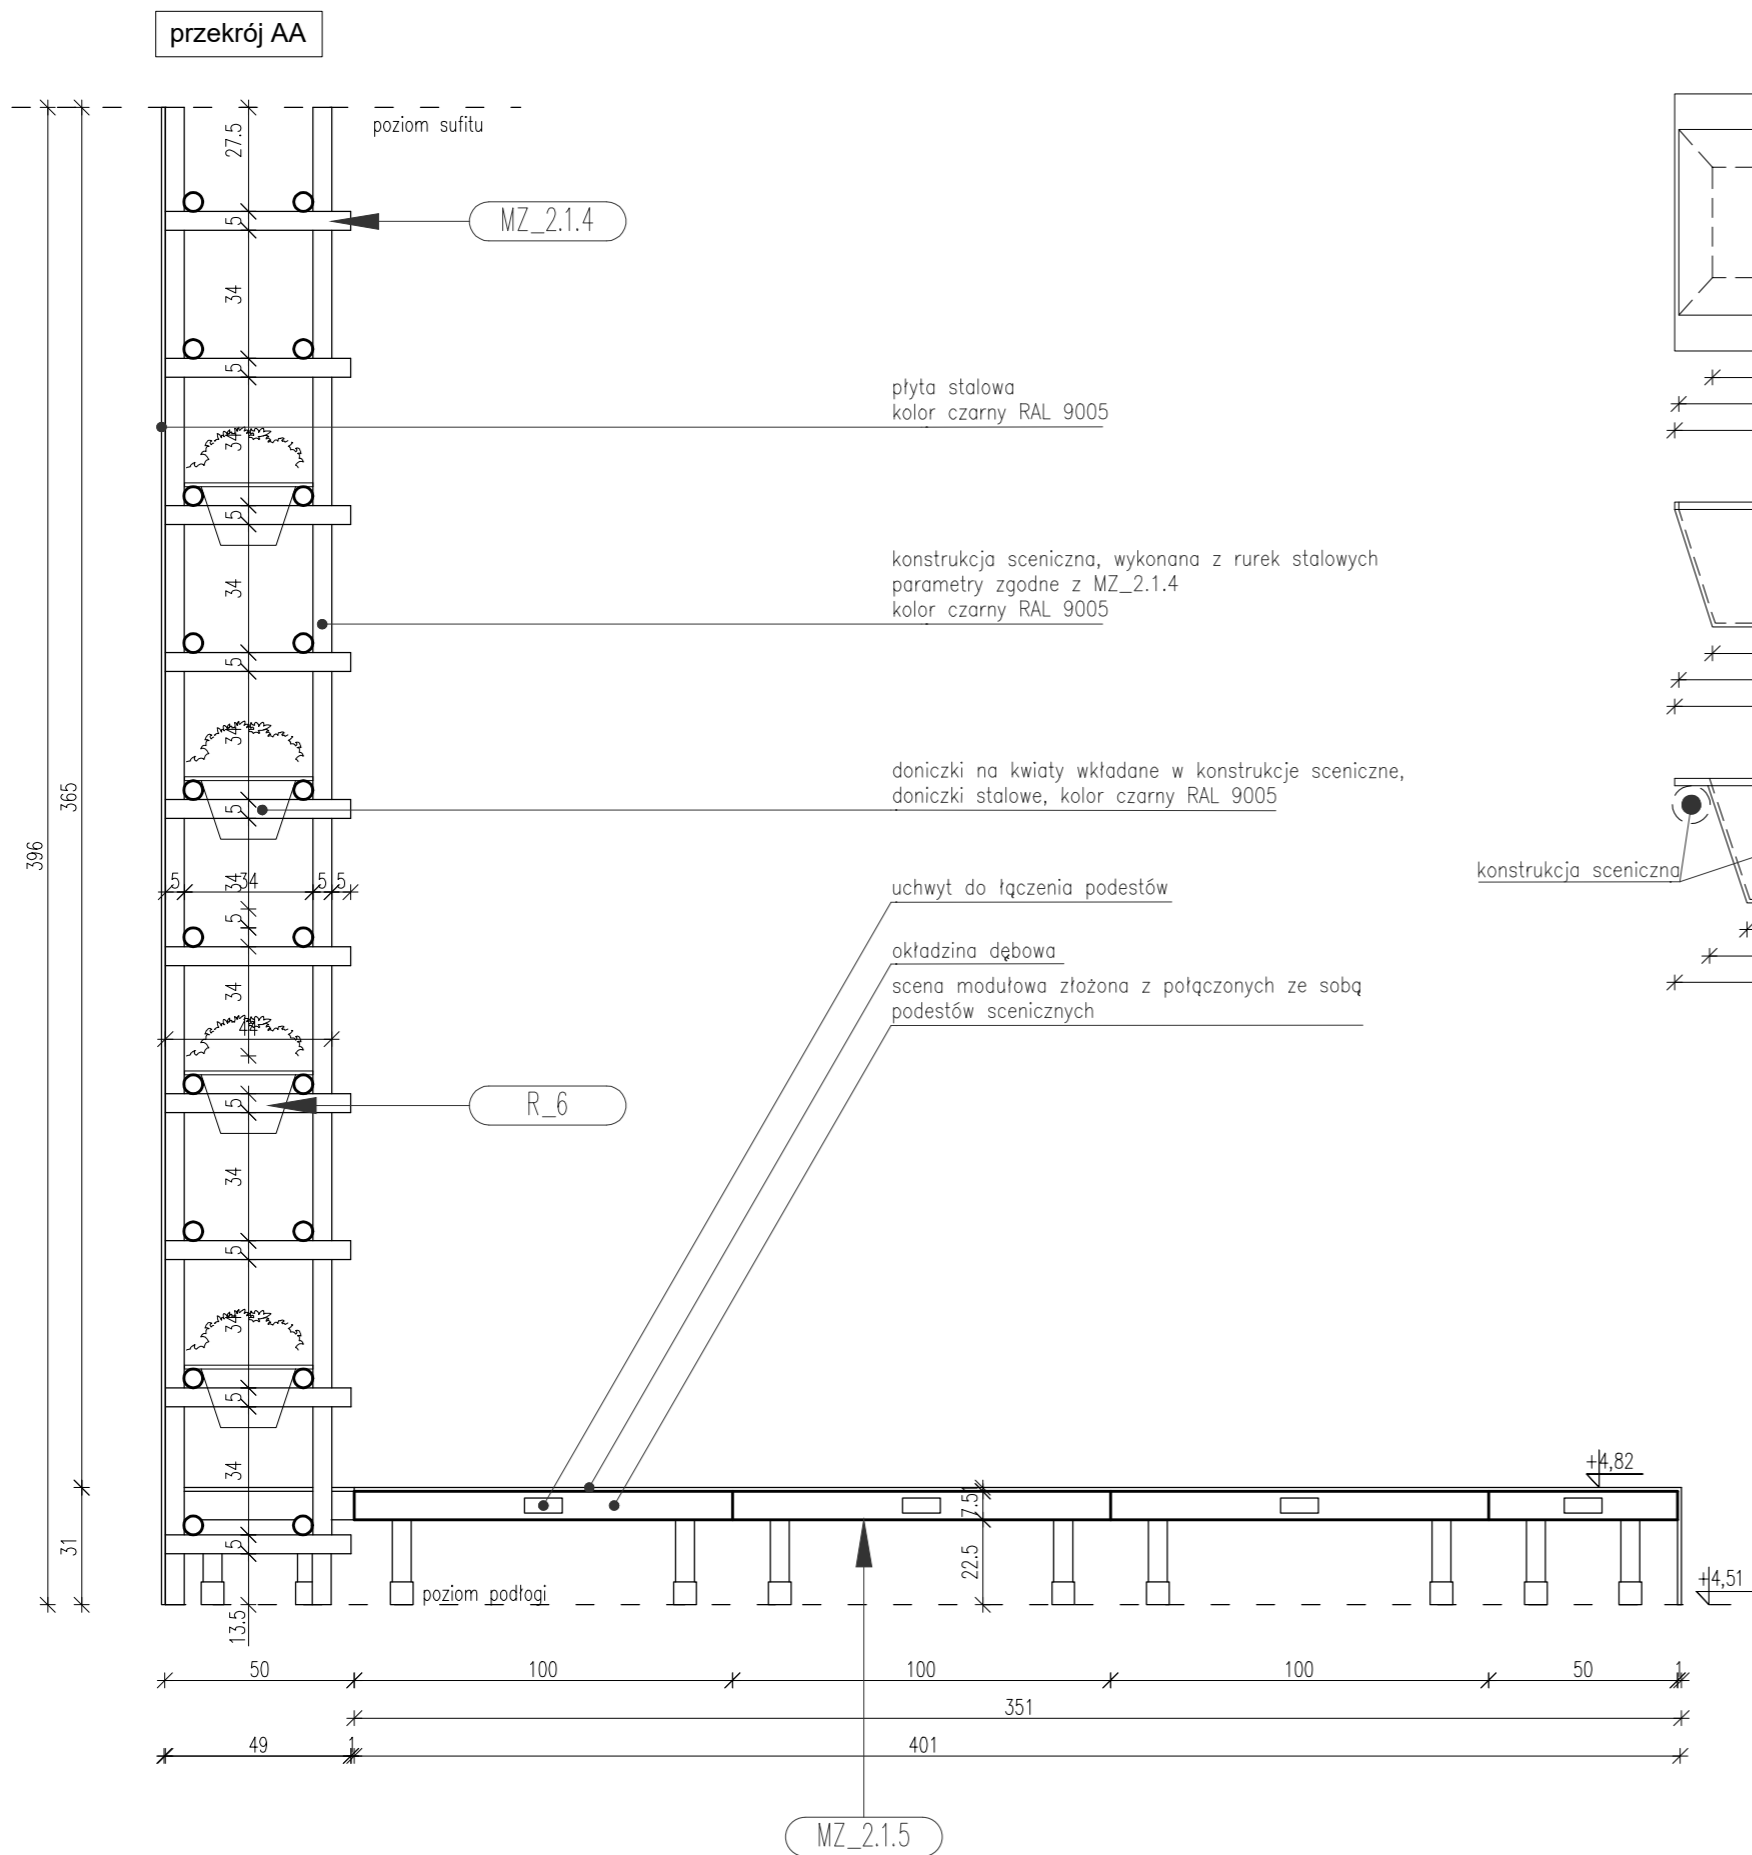 przekrój AA
poziom sufitu
27.5
5
MZ_2.1.4
34
5
płyta stalowa
kolor czarny RAL 9005
34
5
konstrukcja sceniczna, wykonana z rurek stalowych
parametry zgodne z MZ_2.1.4
kolor czarny RAL 9005
34
5
34
doniczki na kwiaty wkładane w konstrukcje sceniczne,
doniczki stalowe, kolor czarny RAL 9005
5
365
396
konstrukcja sceniczna
5 34 5 5
34
uchwyt do łączenia podestów
5
okładzina dębowa
34
scena modułowa złożona z połączonych ze sobą
podestów scenicznych
44
5
R_6
34
5
34
5
34
+4,82
7.5 1
5
31
22.5
poziom podłogi
+4,51
13.5
50 100 100 100 50 1
351
49 1 401
MZ_2.1.5